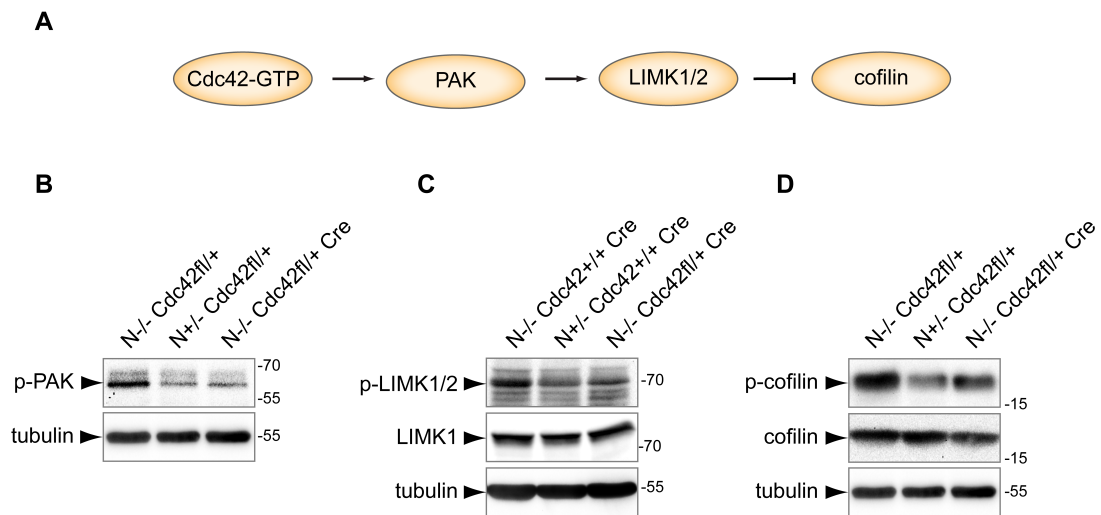 A
Cdc42-GTP PAK LIMK1/2 cofilin
B C D
N-/- Cdc42fl/+
N+/- Cdc42fl/+
N-/- Cdc42fl/+ Cre
p-PAK
-70
-55
tubulin
-55
N-/- Cdc42+/+ Cre
N+/- Cdc42+/+ Cre
N-/- Cdc42fl/+ Cre
p-LIMK1/2
-70
LIMK1
-70
tubulin
-55
N-/- Cdc42fl/+
N+/- Cdc42fl/+
N-/- Cdc42fl/+ Cre
p-cofilin
-15
cofilin
-15
tubulin
-55